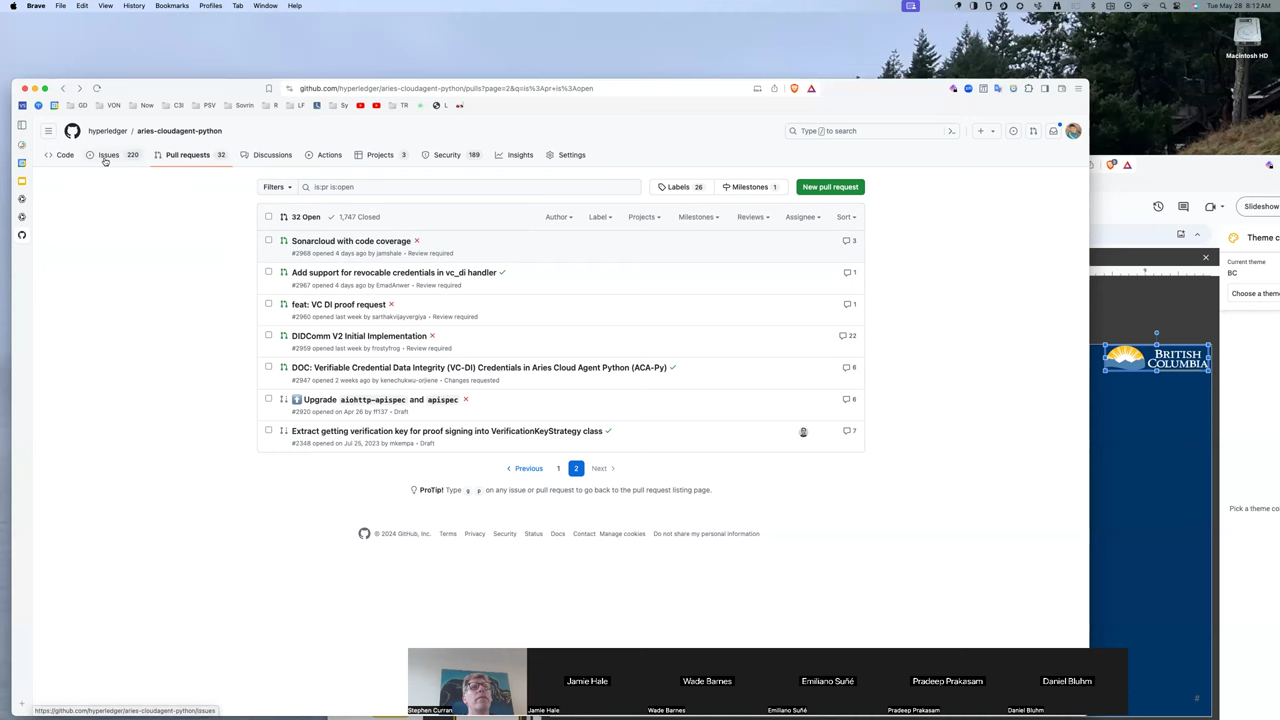 Brave File Edit View History Bookmarks Profiles Tab Window Help
Tue May 28 8:12 AM
Macintosh HD
github.com/hyperledger/aries-cloudagent-python/pulls?page=2&q=is%3Apr+is%3Aopen
GD VON Now C3I PSV Sovrin R LF Sy TR L
hyperledger / aries-cloudagent-python
Type / to search
Code Issues 220 Pull requests 32 Discussions Actions Projects 3 Security 189 Insights Settings
Filters is:pr is:open Labels 26 Milestones 1 New pull request
32 Open 1,747 Closed Author Label Projects Milestones Reviews Assignee Sort
Sonarcloud with code coverage
3
#2968 opened 4 days ago by jamshale • Review required
Add support for revocable credentials in vc_di handler
1
#2967 opened 4 days ago by EmadAnwer • Review required
feat: VC DI proof request
1
#2960 opened last week by sarthakvijayvergiya • Review required
DIDComm V2 Initial Implementation
22
#2959 opened last week by frostyfrog • Review required
DOC: Verifiable Credential Data Integrity (VC-DI) Credentials in Aries Cloud Agent Python (ACA-Py)
6
#2947 opened 2 weeks ago by kenechukwu-orjiene • Changes requested
Upgrade aiohttp-apispec and apispec
6
#2920 opened on Apr 26 by ff137 • Draft
Extract getting verification key for proof signing into VerificationKeyStrategy class
7
#2348 opened on Jul 25, 2023 by mkempa • Draft
Previous 1 2 Next
ProTip! Type g p on any issue or pull request to go back to the pull request listing page.
© 2024 GitHub, Inc. Terms Privacy Security Status Docs Contact Manage cookies Do not share my personal information
Slideshow
Theme c
Current theme
BC
Choose a them
BRITISH
COLUMBIA
Pick a theme co
https://github.com/hyperledger/aries-cloudagent-python/issues
Jamie Hale Wade Barnes Emiliano Suñé Pradeep Prakasam Daniel Bluhm
Stephen Curran Jamie Hale Wade Barnes Emiliano Suñé Pradeep Prakasam Daniel Bluhm